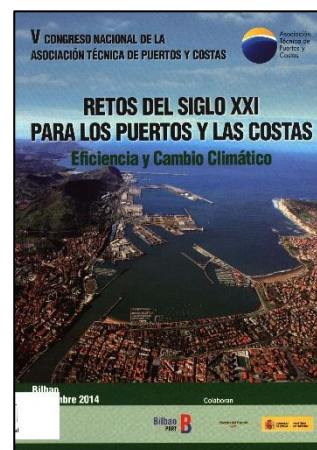 V CONGRESO NACIONAL DE LA
ASOCIACIÓN TÉCNICA DE PUERTOS Y COSTAS
Asociación
Técnica de
Puertos y
Costas
RETOS DEL SIGLO XXI
PARA LOS PUERTOS Y LAS COSTAS
Eficiencia y Cambio Climático
Bilbao
mbre 2014
Colaboran
Bilbao
PORT
B